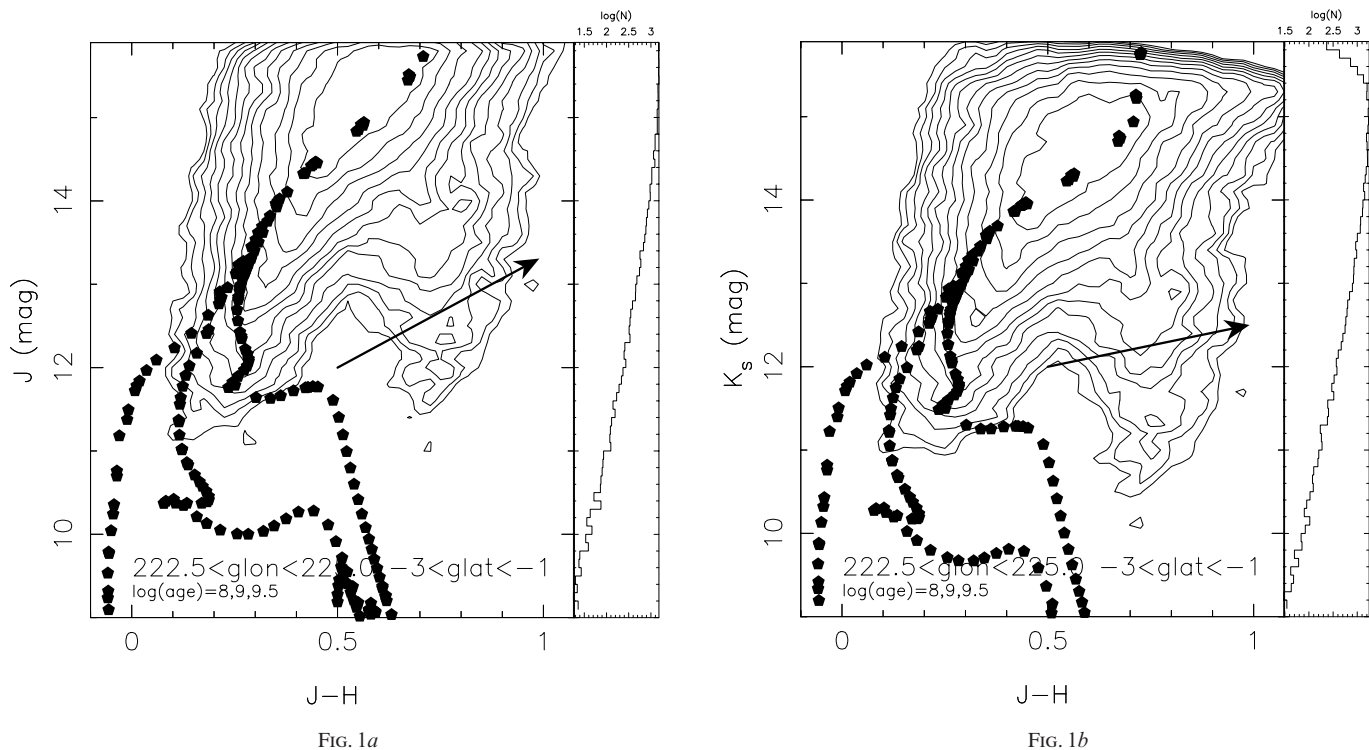 log(N)
1.5 2 2.5 3
log(N)
1.5 2 2.5 3
J (mag)
14
12
10
222.5<glon<225.0 -3<glat<-1
log(age)=8,9,9.5
0 0.5 1
J-H
FIG. 1a
K_s (mag)
14
12
10
222.5<glon<225.0 -3<glat<-1
log(age)=8,9,9.5
0 0.5 1
J-H
FIG. 1b